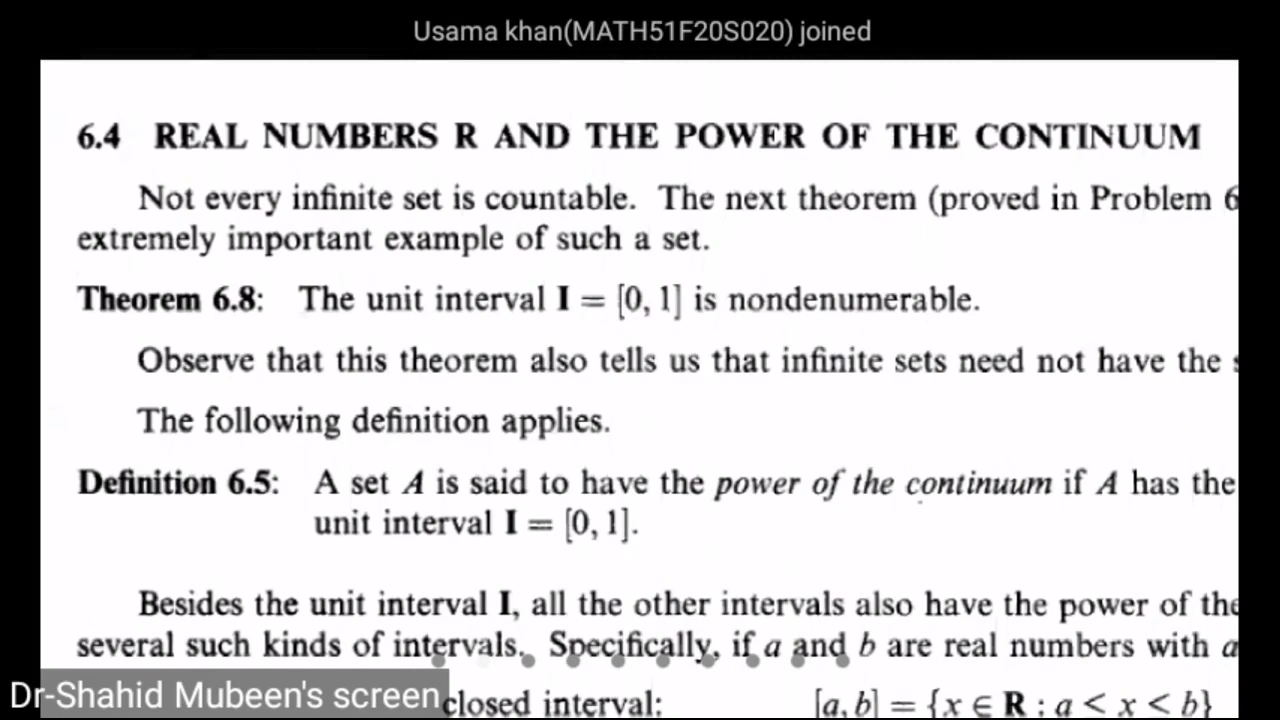 Usama khan(MATH51F20S020) joined
6.4 REAL NUMBERS R AND THE POWER OF THE CONTINUUM
Not every infinite set is countable. The next theorem (proved in Problem 6
extremely important example of such a set.
Theorem 6.8: The unit interval I = [0, 1] is nondenumerable.
Observe that this theorem also tells us that infinite sets need not have the
The following definition applies.
Definition 6.5: A set A is said to have the power of the continuum if A has the
unit interval I = [0, 1].
Besides the unit interval I, all the other intervals also have the power of the
several such kinds of intervals. Specifically, if a and b are real numbers with a
Dr-Shahid Mubeen's screen
closed interval: [a, b] = {x ∈ R : a < x < b}